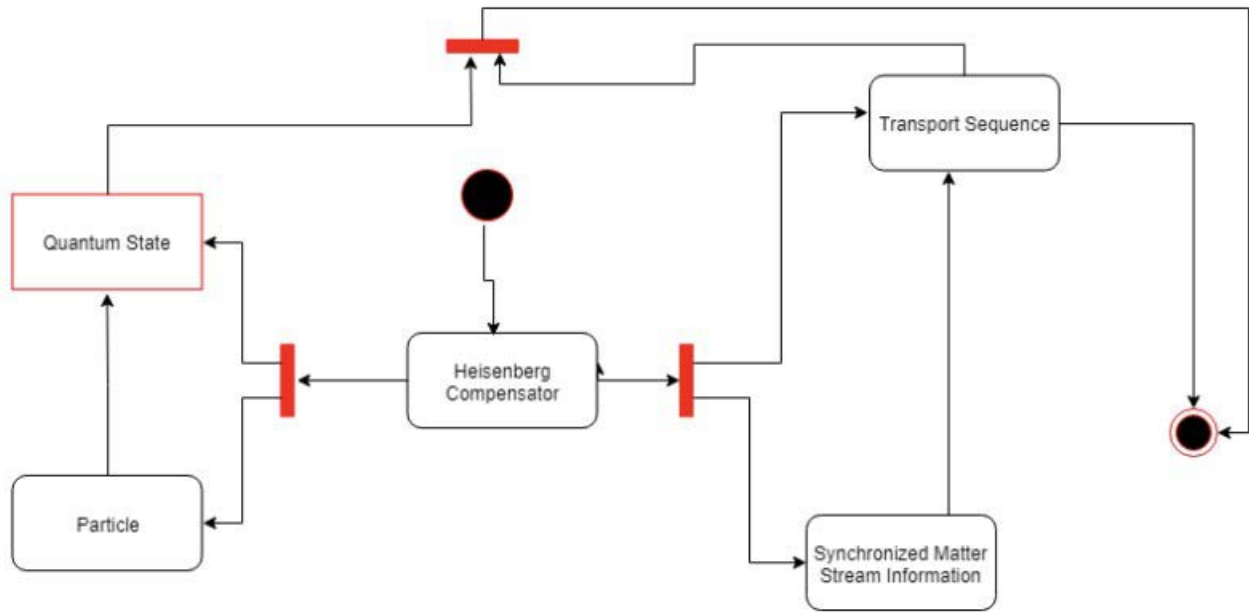 Transport Sequence
Quantum State
Heisenberg
Compensator
Particle
Synchronized Matter
Stream Information